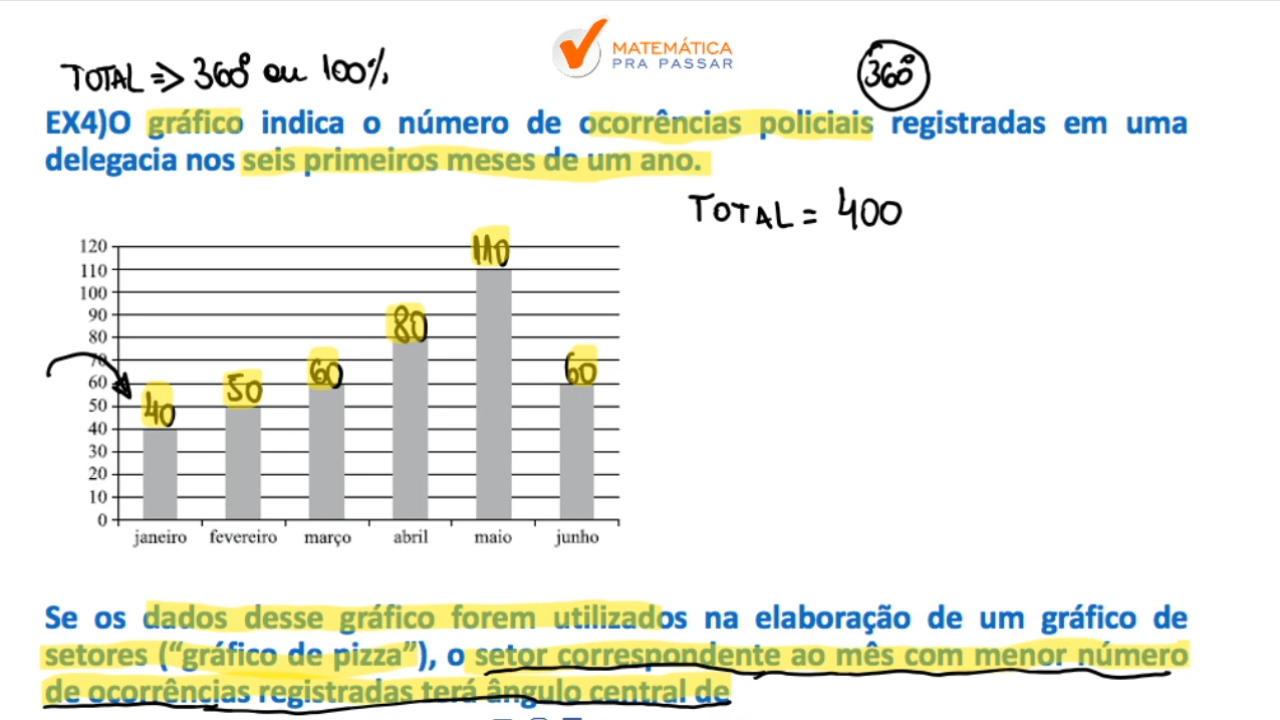 MATEMÁTICA
PRA PASSAR
TOTAL => 360° ou 100%
360°
EX4)O gráfico indica o número de ocorrências policiais registradas em uma
delegacia nos seis primeiros meses de um ano.
TOTAL = 400
120
110
100
90
80
70
60
50
40
30
20
10
0
40
50
60
80
110
60
janeiro fevereiro março abril maio junho
Se os dados desse gráfico forem utilizados na elaboração de um gráfico de
setores ("gráfico de pizza"), o setor correspondente ao mês com menor número
de ocorrências registradas terá ângulo central de